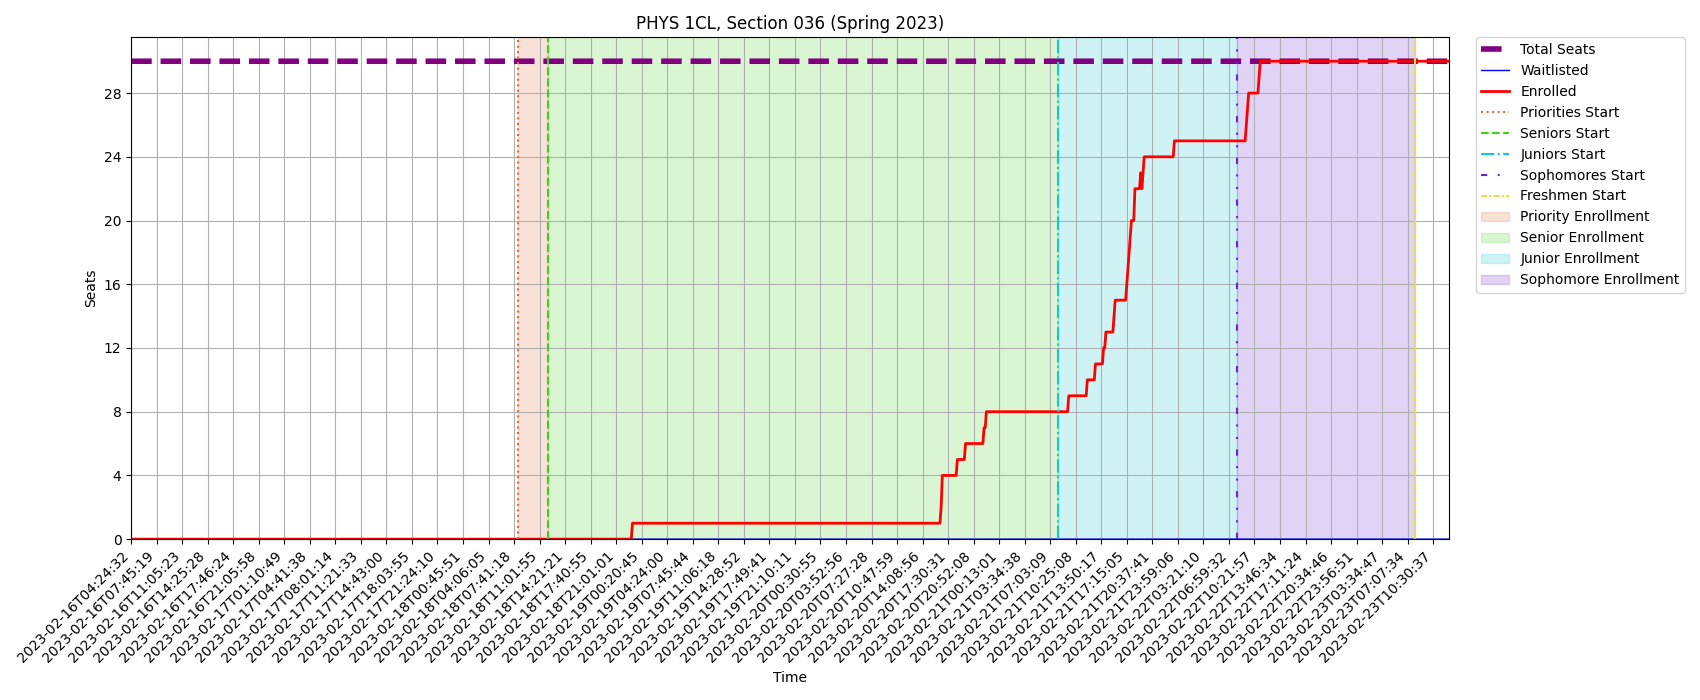 PHYS 1CL, Section 036 (Spring 2023)
Total Seats
Waitlisted
Enrolled
Priorities Start
Seniors Start
Juniors Start
Sophomores Start
Freshmen Start
Priority Enrollment
Senior Enrollment
Junior Enrollment
Sophomore Enrollment
Seats
28
24
20
16
12
8
4
0
2023-02-16T04:24:32
2023-02-16T07:45:19
2023-02-16T11:05:23
2023-02-16T14:25:28
2023-02-16T17:46:24
2023-02-16T21:05:58
2023-02-17T01:10:49
2023-02-17T04:41:38
2023-02-17T08:01:14
2023-02-17T11:21:33
2023-02-17T14:43:00
2023-02-17T18:03:55
2023-02-17T21:24:10
2023-02-18T00:45:51
2023-02-18T04:06:05
2023-02-18T07:41:18
2023-02-18T11:01:55
2023-02-18T14:21:21
2023-02-18T17:40:55
2023-02-18T21:01:01
2023-02-19T00:20:45
2023-02-19T04:24:00
2023-02-19T07:45:44
2023-02-19T11:06:18
2023-02-19T14:28:52
2023-02-19T17:49:41
2023-02-19T21:10:11
2023-02-20T00:30:55
2023-02-20T03:52:56
2023-02-20T07:27:28
2023-02-20T10:47:59
2023-02-20T14:08:56
2023-02-20T17:30:31
2023-02-20T20:52:08
2023-02-21T00:13:01
2023-02-21T03:34:38
2023-02-21T07:03:09
2023-02-21T10:25:08
2023-02-21T13:50:17
2023-02-21T17:15:05
2023-02-21T20:37:41
2023-02-21T23:59:06
2023-02-22T03:21:10
2023-02-22T06:59:32
2023-02-22T10:21:57
2023-02-22T13:46:34
2023-02-22T17:11:24
2023-02-22T20:34:46
2023-02-22T23:56:51
2023-02-23T03:34:47
2023-02-23T07:07:34
2023-02-23T10:30:37
Time